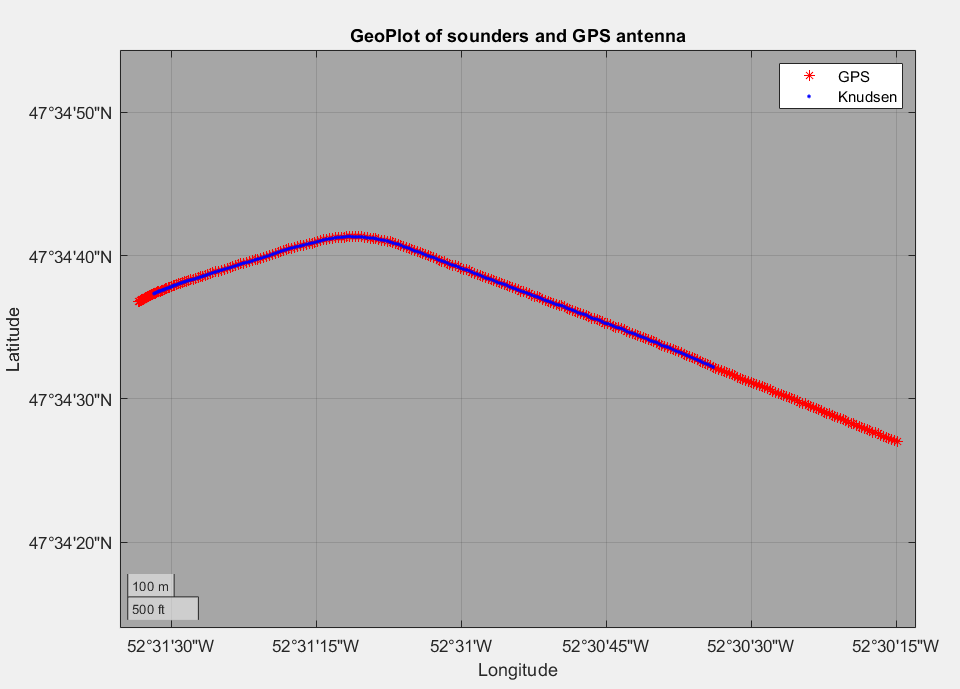 GeoPlot of sounders and GPS antenna
GPS
Knudsen
47°34'50"N
47°34'40"N
47°34'30"N
47°34'20"N
Latitude
100 m
500 ft
52°31'30"W
52°31'15"W
52°31'W
52°30'45"W
52°30'30"W
52°30'15"W
Longitude